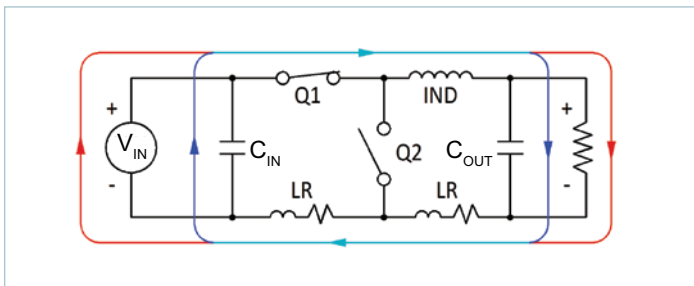 Q1
IND
+
+
VIN
CIN
Q2
COUT
-
-
LR
LR